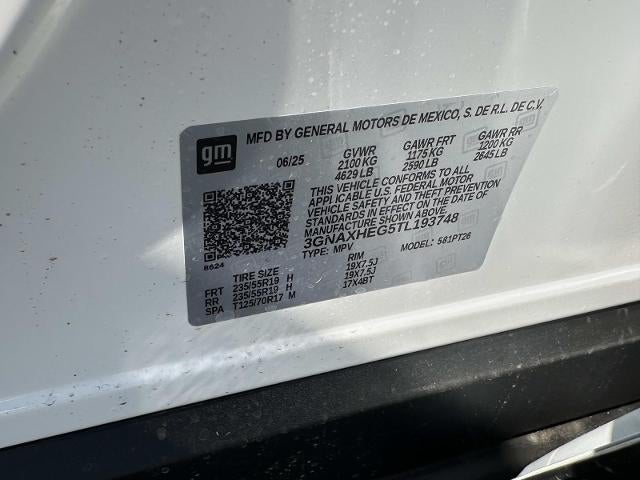 MFD BY GENERAL MOTORS DE MEXICO, S. DE R.L. DE C.V.
gm
06/25 GVWR GAWR FRT GAWR RR
2100 KG 1175 KG 1200 KG
4629 LB 2590 LB 2645 LB
THIS VEHICLE CONFORMS TO ALL
APPLICABLE U.S. FEDERAL MOTOR
VEHICLE SAFETY AND THEFT PREVENTION
STANDARDS IN EFFECT ON THE DATE OF
MANUFACTURE SHOWN ABOVE.
3GNAXHEG5TL193748
TYPE: MPV MODEL: 581PT26
8624
TIRE SIZE RIM
FRT 235/55R19 H 19X7.5J
RR 235/55R19 H 19X7.5J
SPA T125/70R17 M 17X4BT